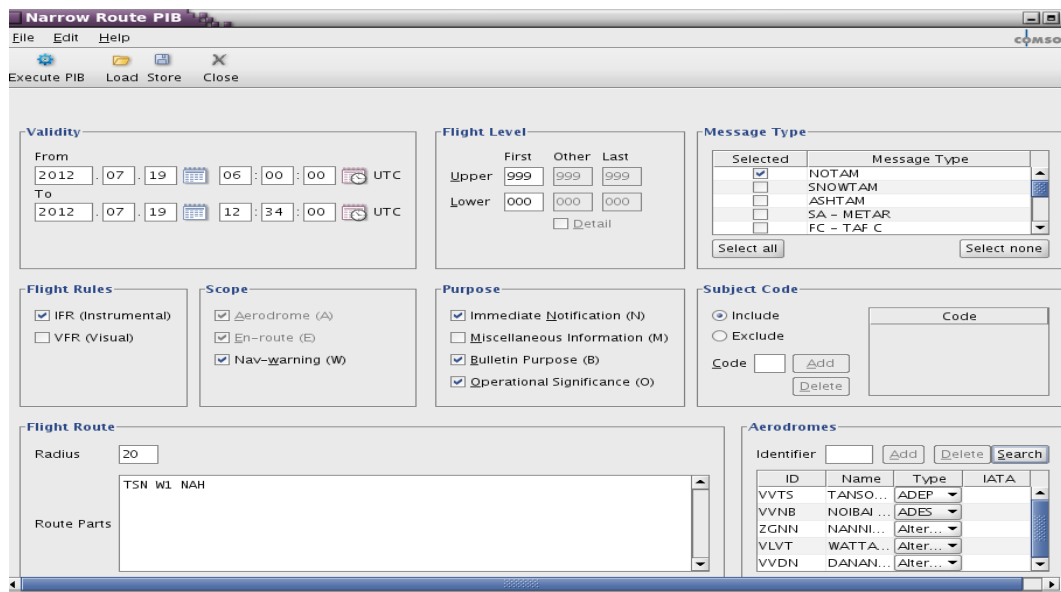 Narrow Route PIB
File Edit Help
COMSO
Execute PIB Load Store Close
Validity
From
2012 . 07 . 19 06 : 00 : 00 UTC
To
2012 . 07 . 19 12 : 34 : 00 UTC
Flight Level
First Other Last
Upper 999 999 999
Lower 000 000 000
Detail
Message Type
Selected Message Type
NOTAM
SNOWTAM
ASHTAM
SA - METAR
FC - TAF C
Select all Select none
Flight Rules
IFR (Instrumental)
VFR (Visual)
Scope
Aerodrome (A)
En-route (E)
Nav-warning (W)
Purpose
Immediate Notification (N)
Miscellaneous Information (M)
Bulletin Purpose (B)
Operational Significance (O)
Subject Code
Include
Exclude
Code Add
Delete
Code
Flight Route
Radius 20
Route Parts
TSN W1 NAH
Aerodromes
Identifier Add Delete Search
ID Name Type IATA
VVTS TANSO... ADEP
VVNB NOIBAI ... ADES
ZGNN NANNI... Alter...
VLVT WATTA... Alter...
VVDN DANAN... Alter...